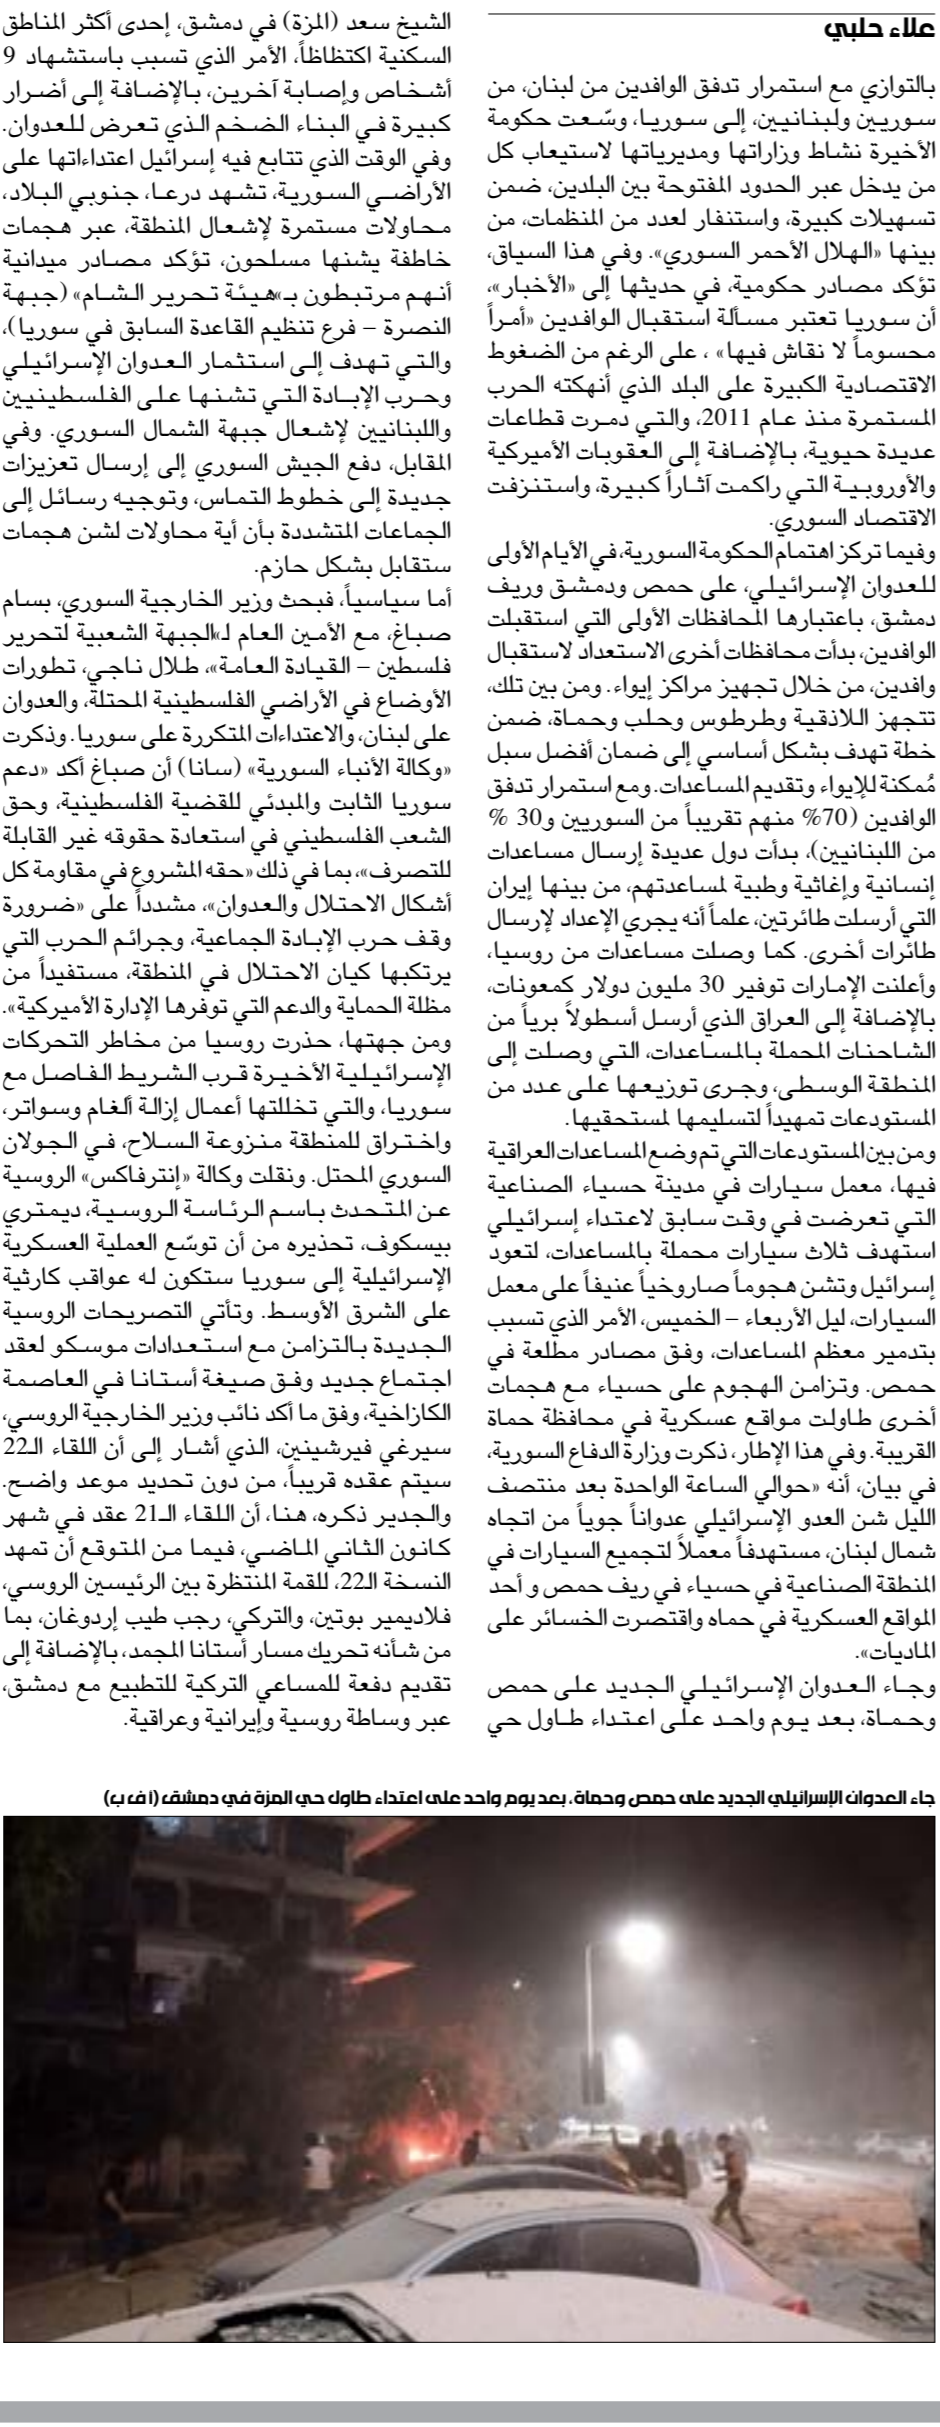 علاء حلبي
بالتوازي مع استمرار تدفق الوافدين من لبنان، من
سوريين ولبنانيين، إلى سوريا، وسّعت حكومة
الأخيرة نشاط وزاراتها ومديرياتها لاستيعاب كل
من يدخل عبر الحدود المفتوحة بين البلدين، ضمن
تسهيلات كبيرة، واستنفار لعدد من المنظمات، من
بينها «الهلال الأحمر السوري». وفي هذا السياق،
تؤكد مصادر حكومية، في حديثها إلى «الأخبار»،
أن سوريا تعتبر مسألة استقبال الوافدين «أمراً
محسوماً لا نقاش فيها» ، على الرغم من الضغوط
الاقتصادية الكبيرة على البلد الذي أنهكته الحرب
المستمرة منذ عام 2011، والتي دمرت قطاعات
عديدة حيوية، بالإضافة إلى العقوبات الأميركية
والأوروبية التي راكمت آثاراً كبيرة، واستنزفت
الاقتصاد السوري.
وفيما تركز اهتمام الحكومة السورية، في الأيام الأولى
للعدوان الإسرائيلي، على حمص ودمشق وريف
دمشق، باعتبارها المحافظات الأولى التي استقبلت
الوافدين، بدأت محافظات أخرى الاستعداد لاستقبال
وافدين، من خلال تجهيز مراكز إيواء. ومن بين تلك،
تتجهز اللاذقية وطرطوس وحلب وحماة، ضمن
خطة تهدف بشكل أساسي إلى ضمان أفضل سبل
مُمكنة للإيواء وتقديم المساعدات. ومع استمرار تدفق
الوافدين (70% منهم تقريباً من السوريين و30 %
من اللبنانيين)، بدأت دول عديدة إرسال مساعدات
إنسانية وإغاثية وطبية لمساعدتهم، من بينها إيران
التي أرسلت طائرتين، علماً أنه يجري الإعداد لإرسال
طائرات أخرى. كما وصلت مساعدات من روسيا،
وأعلنت الإمارات توفير 30 مليون دولار كمعونات،
بالإضافة إلى العراق الذي أرسل أسطولاً برياً من
الشاحنات المحملة بالمساعدات، التي وصلت إلى
المنطقة الوسطى، وجرى توزيعها على عدد من
المستودعات تمهيداً لتسليمها لمستحقيها.
ومن بين المستودعات التي تم وضع المساعدات العراقية
فيها، معمل سيارات في مدينة حسياء الصناعية
التي تعرضت في وقت سابق لاعتداء إسرائيلي
استهدف ثلاث سيارات محملة بالمساعدات، لتعود
إسرائيل وتشن هجوماً صاروخياً عنيفاً على معمل
السيارات، ليل الأربعاء – الخميس، الأمر الذي تسبب
بتدمير معظم المساعدات، وفق مصادر مطلعة في
حمص. وتزامن الهجوم على حسياء مع هجمات
أخرى طاولت مواقع عسكرية في محافظة حماة
القريبة. وفي هذا الإطار، ذكرت وزارة الدفاع السورية،
في بيان، أنه «حوالي الساعة الواحدة بعد منتصف
الليل شن العدو الإسرائيلي عدواناً جوياً من اتجاه
شمال لبنان، مستهدفاً معملاً لتجميع السيارات في
المنطقة الصناعية في حسياء في ريف حمص و أحد
المواقع العسكرية في حماه واقتصرت الخسائر على
الماديات».
وجاء العدوان الإسرائيلي الجديد على حمص
وحماة، بعد يوم واحد على اعتداء طاول حي
الشيخ سعد (المزة) في دمشق، إحدى أكثر المناطق
السكنية اكتظاظاً، الأمر الذي تسبب باستشهاد 9
أشخاص وإصابة آخرين، بالإضافة إلى أضرار
كبيرة في البناء الضخم الذي تعرض للعدوان.
وفي الوقت الذي تتابع فيه إسرائيل اعتداءاتها على
الأراضي السورية، تشهد درعا، جنوبي البلاد،
محاولات مستمرة لإشعال المنطقة، عبر هجمات
خاطفة يشنها مسلحون، تؤكد مصادر ميدانية
أنهم مرتبطون بـ«هيئة تحرير الشام» (جبهة
النصرة – فرع تنظيم القاعدة السابق في سوريا)،
والتي تهدف إلى استثمار العدوان الإسرائيلي
وحرب الإبادة التي تشنها على الفلسطينيين
واللبنانيين لإشعال جبهة الشمال السوري. وفي
المقابل، دفع الجيش السوري إلى إرسال تعزيزات
جديدة إلى خطوط التماس، وتوجيه رسائل إلى
الجماعات المتشددة بأن أية محاولات لشن هجمات
ستقابل بشكل حازم.
أما سياسياً، فبحث وزير الخارجية السوري، بسام
صباغ، مع الأمين العام لـ«الجبهة الشعبية لتحرير
فلسطين – القيادة العامة»، طلال ناجي، تطورات
الأوضاع في الأراضي الفلسطينية المحتلة، والعدوان
على لبنان، والاعتداءات المتكررة على سوريا. وذكرت
«وكالة الأنباء السورية» (سانا) أن صباغ أكد «دعم
سوريا الثابت والمبدئي للقضية الفلسطينية، وحق
الشعب الفلسطيني في استعادة حقوقه غير القابلة
للتصرف»، بما في ذلك «حقه المشروع في مقاومة كل
أشكال الاحتلال والعدوان»، مشدداً على «ضرورة
وقف حرب الإبادة الجماعية، وجرائم الحرب التي
يرتكبها كيان الاحتلال في المنطقة، مستفيداً من
مظلة الحماية والدعم التي توفرها الإدارة الأميركية».
ومن جهتها، حذرت روسيا من مخاطر التحركات
الإسرائيلية الأخيرة قرب الشريط الفاصل مع
سوريا، والتي تخللتها أعمال إزالة ألغام وسواتر،
واختراق للمنطقة منزوعة السلاح، في الجولان
السوري المحتل. ونقلت وكالة «إنترفاكس» الروسية
عن المتحدث باسم الرئاسة الروسية، ديمتري
بيسكوف، تحذيره من أن توسّع العملية العسكرية
الإسرائيلية إلى سوريا ستكون له عواقب كارثية
على الشرق الأوسط. وتأتي التصريحات الروسية
الجديدة بالتزامن مع استعدادات موسكو لعقد
اجتماع جديد وفق صيغة أستانا في العاصمة
الكازاخية، وفق ما أكد نائب وزير الخارجية الروسي،
سيرغي فيرشينين، الذي أشار إلى أن اللقاء الـ22
سيتم عقده قريباً، من دون تحديد موعد واضح.
والجدير ذكره، هنا، أن اللقاء الـ21 عقد في شهر
كانون الثاني الماضي، فيما من المتوقع أن تمهد
النسخة الـ22، للقمة المنتظرة بين الرئيسين الروسي،
فلاديمير بوتين، والتركي، رجب طيب إردوغان، بما
من شأنه تحريك مسار أستانا المجمد، بالإضافة إلى
تقديم دفعة للمساعي التركية للتطبيع مع دمشق،
عبر وساطة روسية وإيرانية وعراقية.
جاء العدوان الإسرائيلي الجديد على حمص وحماة، بعد يوم واحد على اعتداء طاول حي المزة في دمشق (أ ف ب)